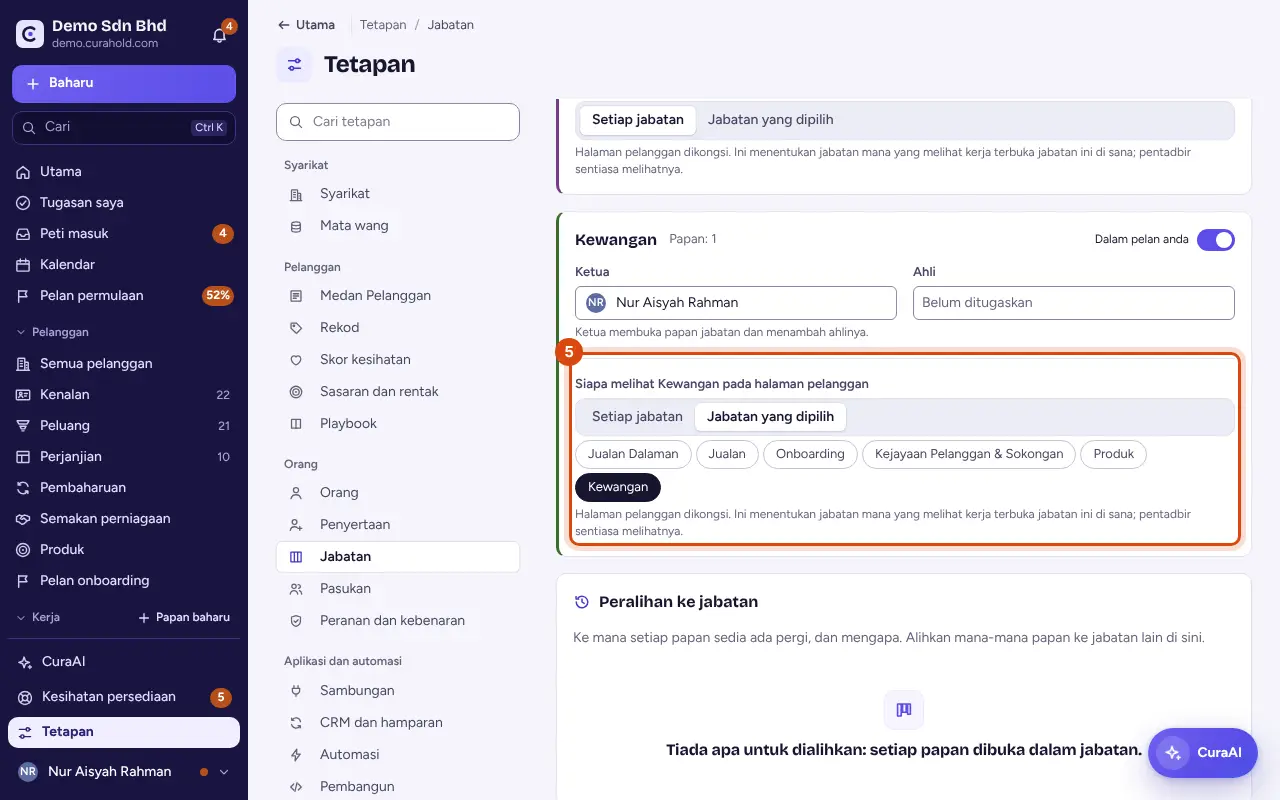 Demo Sdn Bhd
demo.curahold.com
4
Baharu
Cari
Ctrl K
Utama
Tugasan saya
Peti masuk
4
Kalendar
Pelan permulaan
52%
Pelanggan
Semua pelanggan
Kenalan
22
Peluang
21
Perjanjian
10
Pembaharuan
Semakan perniagaan
Produk
Pelan onboarding
Kerja
Papan baharu
CuraAI
Kesihatan persediaan
5
Tetapan
NR
Nur Aisyah Rahman
Utama
Tetapan / Jabatan
Tetapan
Cari tetapan
Syarikat
Syarikat
Mata wang
Pelanggan
Medan Pelanggan
Rekod
Skor kesihatan
Sasaran dan rentak
Playbook
Orang
Orang
Penyertaan
Jabatan
Pasukan
Peranan dan kebenaran
Aplikasi dan automasi
Sambungan
CRM dan hamparan
Automasi
Pembangun
Setiap jabatan
Jabatan yang dipilih
Halaman pelanggan dikongsi. Ini menentukan jabatan mana yang melihat kerja terbuka jabatan ini di sana; pentadbir
sentiasa melihatnya.
Kewangan
Papan: 1
Dalam pelan anda
Ketua
Ahli
NR
Nur Aisyah Rahman
Belum ditugaskan
Ketua membuka papan jabatan dan menambah ahlinya.
5
Siapa melihat Kewangan pada halaman pelanggan
Setiap jabatan
Jabatan yang dipilih
Jualan Dalaman
Jualan
Onboarding
Kejayaan Pelanggan & Sokongan
Produk
Kewangan
Halaman pelanggan dikongsi. Ini menentukan jabatan mana yang melihat kerja terbuka jabatan ini di sana; pentadbir
sentiasa melihatnya.
Peralihan ke jabatan
Ke mana setiap papan sedia ada pergi, dan mengapa. Alihkan mana-mana papan ke jabatan lain di sini.
Tiada apa untuk dialihkan: setiap papan dibuka dalam jabatan.
CuraAI